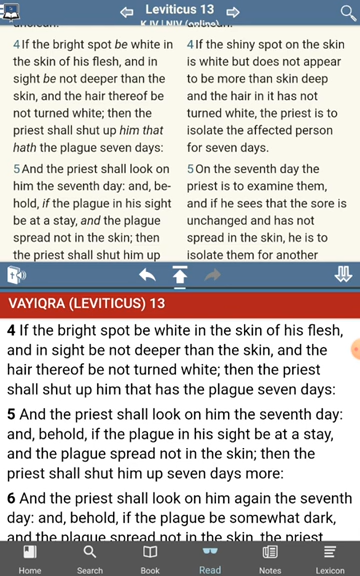 Leviticus 13
KJV | NIV (online)
4 If the bright spot be white in
the skin of his flesh, and in
sight be not deeper than the
skin, and the hair thereof be
not turned white; then the
priest shall shut up him that
hath the plague seven days:
5 And the priest shall look on
him the seventh day: and, be-
hold, if the plague in his sight
be at a stay, and the plague
spread not in the skin; then
the priest shall shut him up
4 If the shiny spot on the skin
is white but does not appear
to be more than skin deep
and the hair in it has not
turned white, the priest is to
isolate the affected person
for seven days.
5 On the seventh day the
priest is to examine them,
and if he sees that the sore is
unchanged and has not
spread in the skin, he is to
isolate them for another
VAYIQRA (LEVITICUS) 13
4 If the bright spot be white in the skin of his flesh,
and in sight be not deeper than the skin, and the
hair thereof be not turned white; then the priest
shall shut up him that has the plague seven days:
5 And the priest shall look on him the seventh day:
and, behold, if the plague in his sight be at a stay,
and the plague spread not in the skin; then the
priest shall shut him up seven days more:
6 And the priest shall look on him again the seventh
day: and, behold, if the plague be somewhat dark,
and the plague spread not in the skin, the priest
Home
Search
Book
Read
Notes
Lexicon